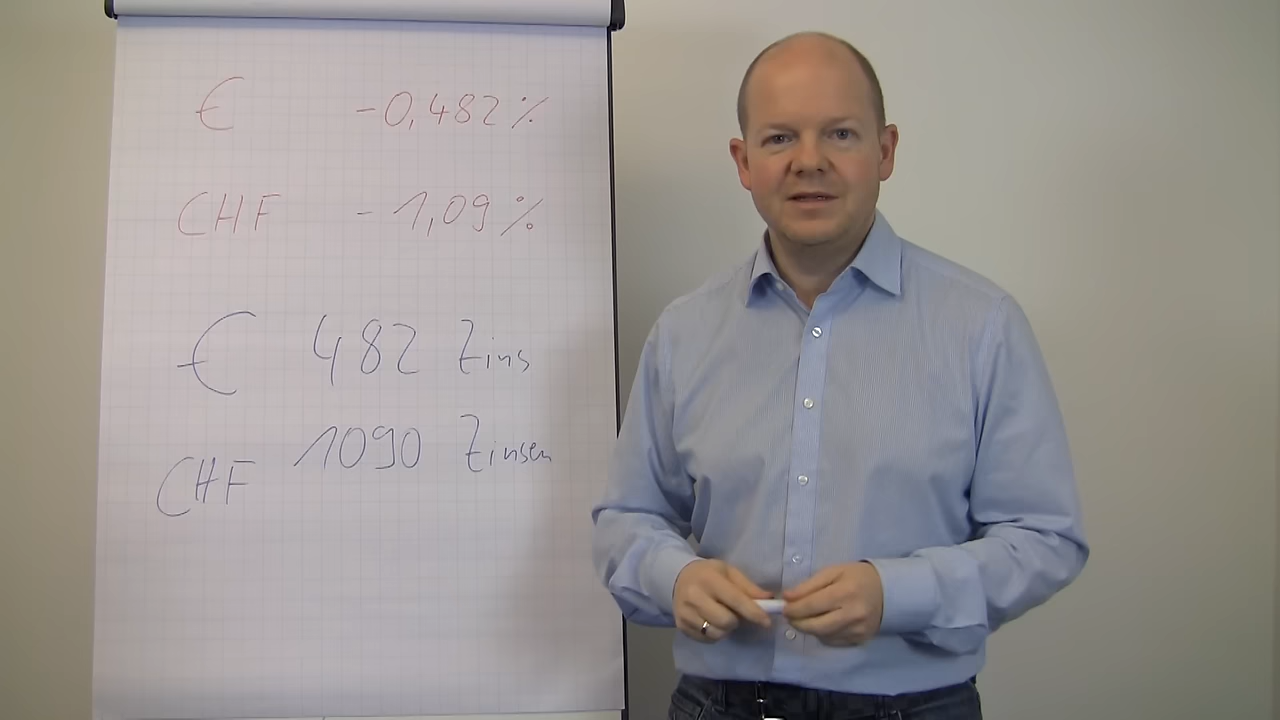 € -0,482%
CHF - 1,09%
€ 482 Zins
CHF 1090 Zinsen